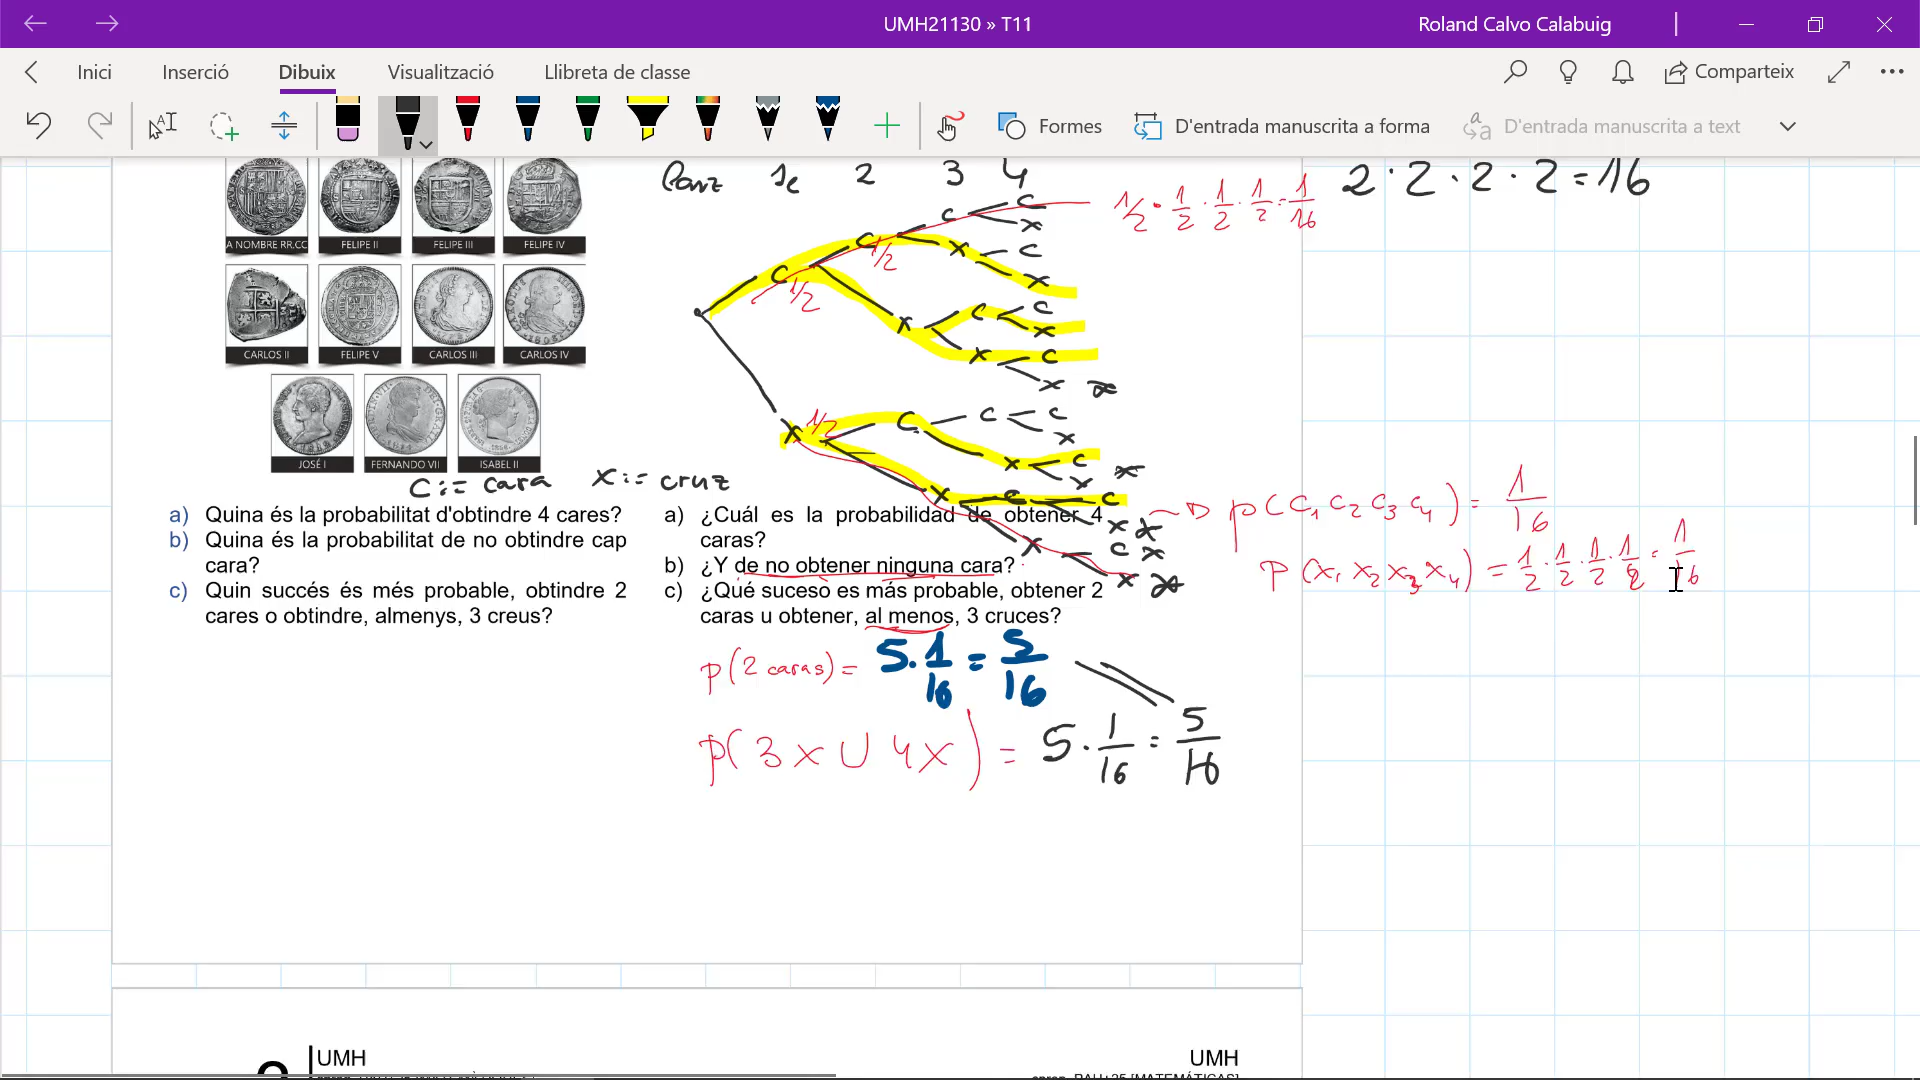 UMH21130 » T11
Roland Calvo Calabuig
Inici Inserció Dibuix Visualització Llibreta de classe
Comparteix
Formes D'entrada manuscrita a forma D'entrada manuscrita a text
Lanz 1e 2 3 4
2 · 2 · 2 · 2 = 16
1/2 · 1/2 · 1/2 · 1/2 = 1/16
A NOMBRE RR.CC FELIPE II FELIPE III FELIPE IV
CARLOS II FELIPE V CARLOS III CARLOS IV
JOSÉ I FERNANDO VII ISABEL II
C := cara X := cruz
a) Quina és la probabilitat d'obtindre 4 cares?
b) Quina és la probabilitat de no obtindre cap
cara?
c) Quin succés és més probable, obtindre 2
cares o obtindre, almenys, 3 creus?
a) ¿Cuál es la probabilidad de obtener 4
caras?
b) ¿Y de no obtener ninguna cara?
c) ¿Qué suceso es más probable, obtener 2
caras u obtener, al menos, 3 cruces?
p(C1 C2 C3 C4) = 1/16
P(X1 X2 X3 X4) = 1/2 · 1/2 · 1/2 · 1/2 = 1/16
P(2 caras) = 5 · 1/16 = 5/16
P(3X U 4X) = 5 · 1/16 = 5/16
UMH
UMH